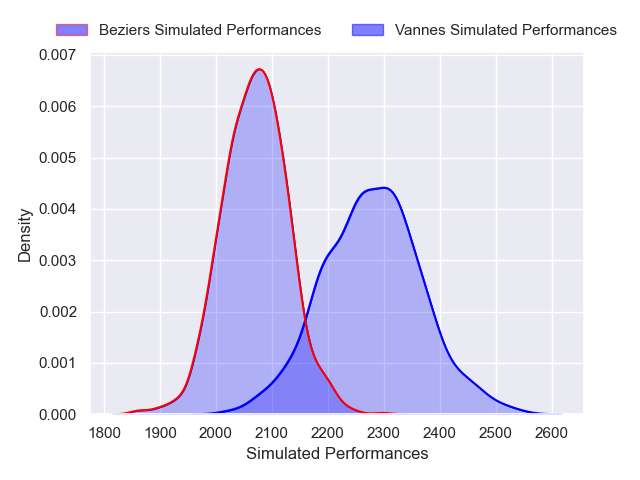 Beziers Simulated Performances
Vannes Simulated Performances
0.007
0.006
0.005
0.004
0.003
0.002
0.001
0.000
Density
1800 1900 2000 2100 2200 2300 2400 2500 2600
Simulated Performances